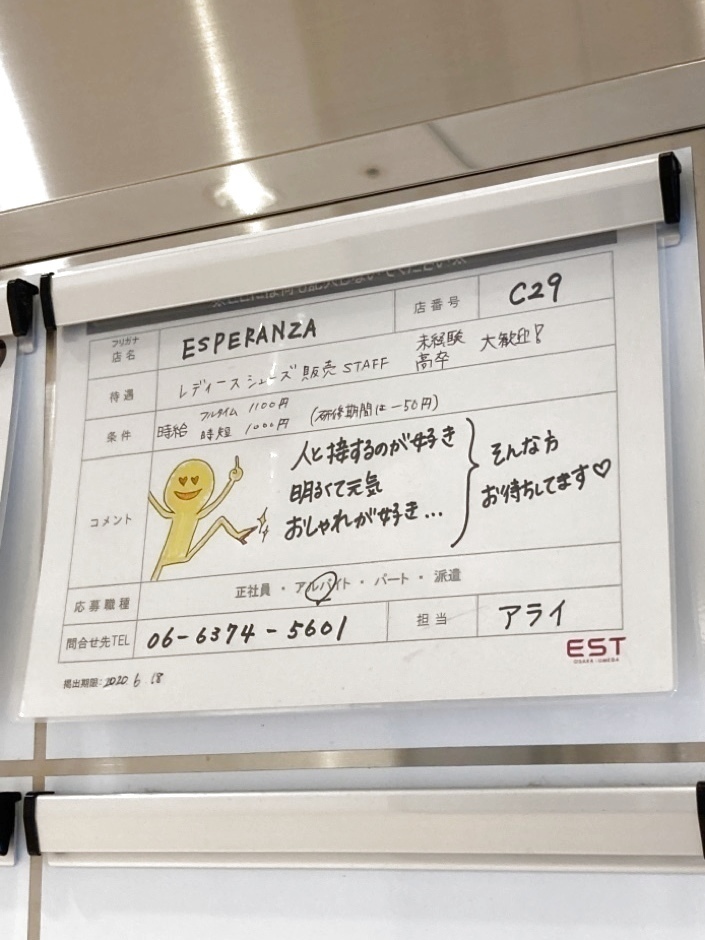 フリガナ
店名 ESPERANZA 店番号 C29
待遇 レディースシューズ販売STAFF 未経験 高卒 大歓迎!
条件 時給 フルタイム 1100円
時短 1000円 (研修期間は-50円)
コメント
人と接するのが好き
明るくて元気
おしゃれが好き...
そんな方
お待ちしてます♡
応募職種 正社員・アルバイト・パート・派遣
問合せ先TEL 06-6374-5601 担当 アライ
掲出期限: 2020 6.18
EST
OSAKA UMEDA